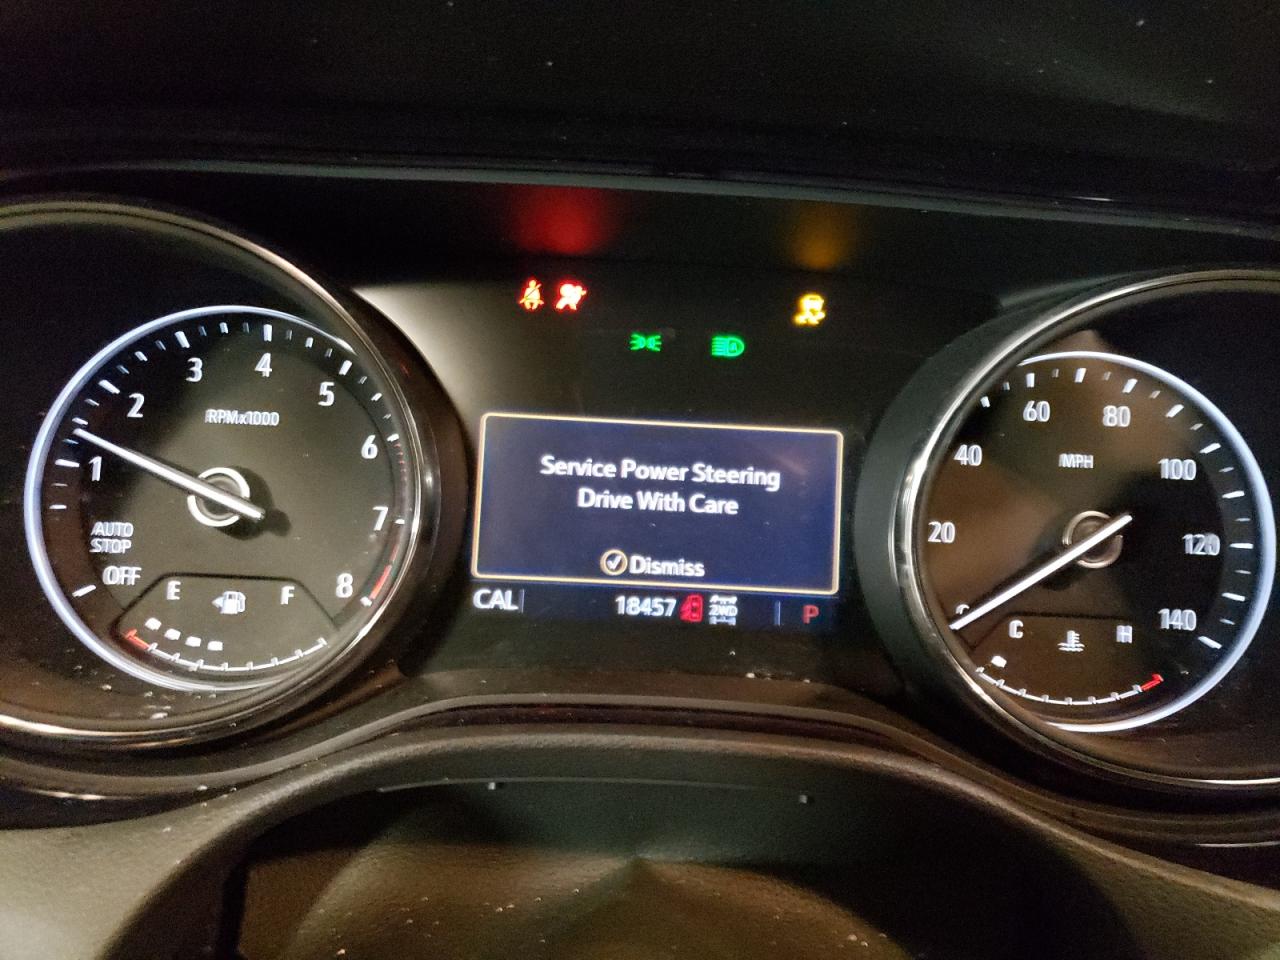 4
3
5
2
RPMx1000
6
1
7
AUTO
STOP
OFF
8
E
F
Service Power Steering
Drive With Care
Dismiss
CAL
18457
2WD
P
60
80
40
MPH
100
20
120
140
C
H